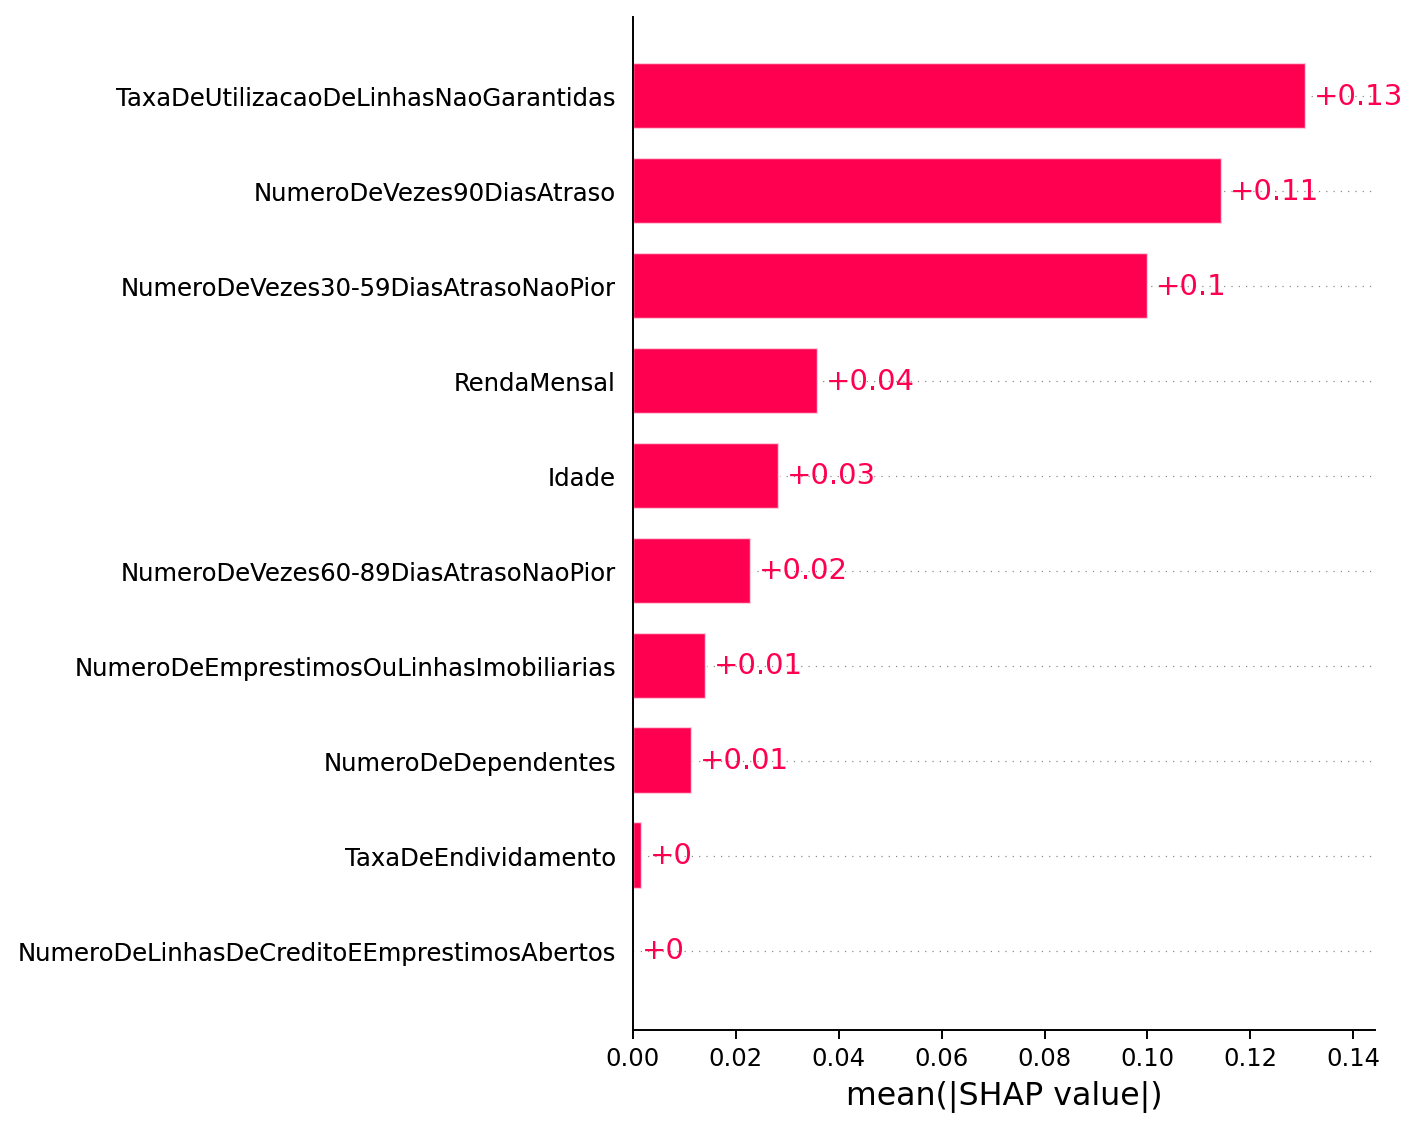 TaxaDeUtilizacaoDeLinhasNaoGarantidas +0.13
NumeroDeVezes90DiasAtraso +0.11
NumeroDeVezes30-59DiasAtrasoNaoPior +0.1
RendaMensal +0.04
Idade +0.03
NumeroDeVezes60-89DiasAtrasoNaoPior +0.02
NumeroDeEmprestimosOuLinhasImobiliarias +0.01
NumeroDeDependentes +0.01
TaxaDeEndividamento +0
NumeroDeLinhasDeCreditoEEmprestimosAbertos +0
0.00 0.02 0.04 0.06 0.08 0.10 0.12 0.14
mean(|SHAP value|)